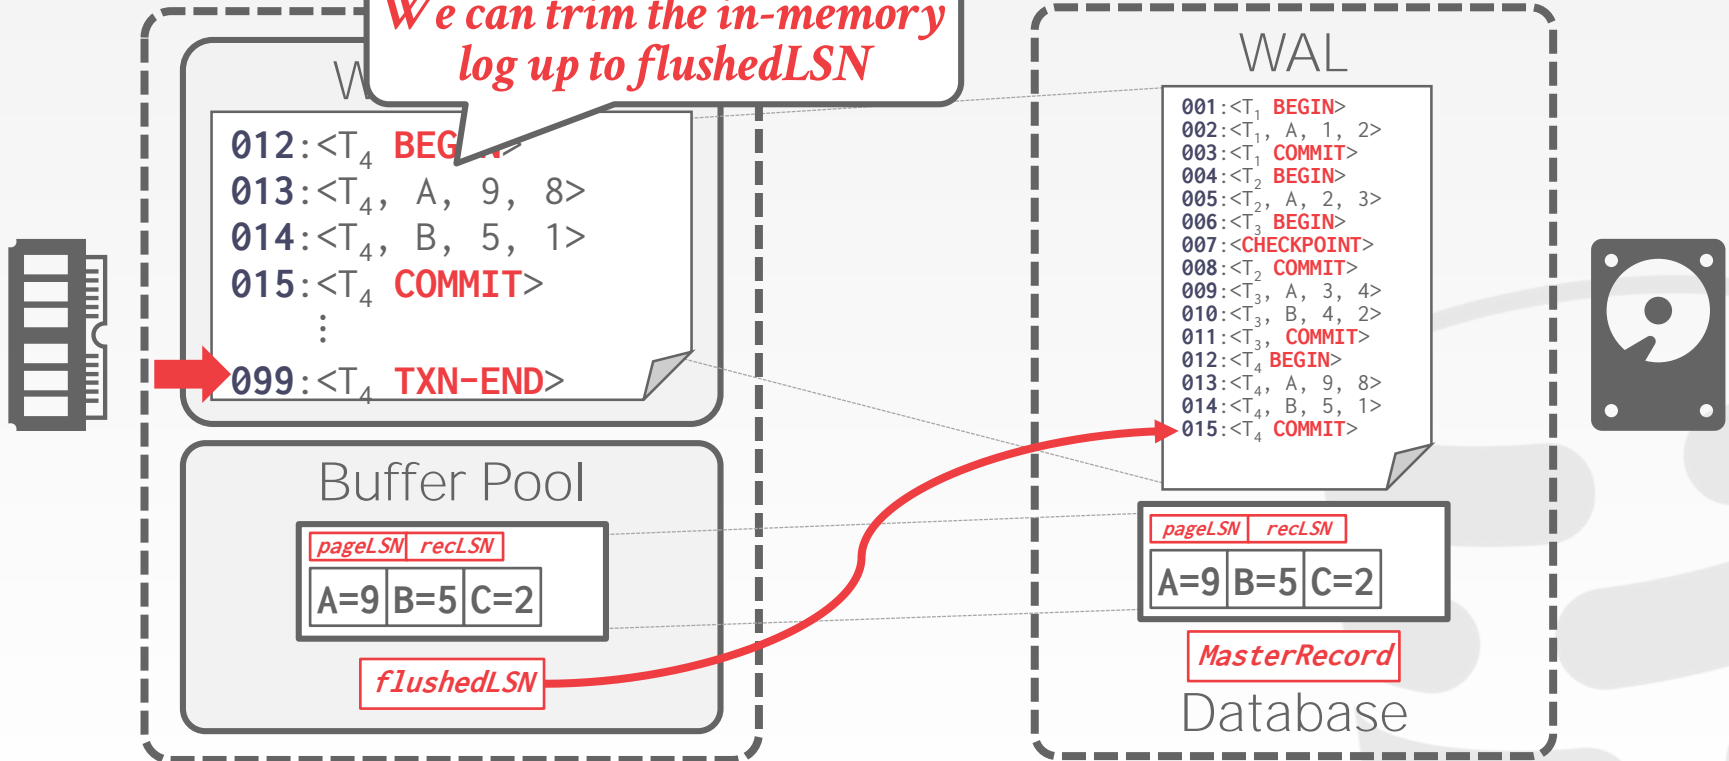 We can trim the in-memory
log up to flushedLSN
012:<T4 BEG
013:<T4, A, 9, 8>
014:<T4, B, 5, 1>
015:<T4 COMMIT>
⋮
099:<T4 TXN-END>
Buffer Pool
pageLSN recLSN
A=9 B=5 C=2
flushedLSN
WAL
001:<T1 BEGIN>
002:<T1, A, 1, 2>
003:<T1 COMMIT>
004:<T2 BEGIN>
005:<T2, A, 2, 3>
006:<T3 BEGIN>
007:<CHECKPOINT>
008:<T2 COMMIT>
009:<T3, A, 3, 4>
010:<T3, B, 4, 2>
011:<T3, COMMIT>
012:<T4 BEGIN>
013:<T4, A, 9, 8>
014:<T4, B, 5, 1>
015:<T4 COMMIT>
pageLSN recLSN
A=9 B=5 C=2
MasterRecord
Database